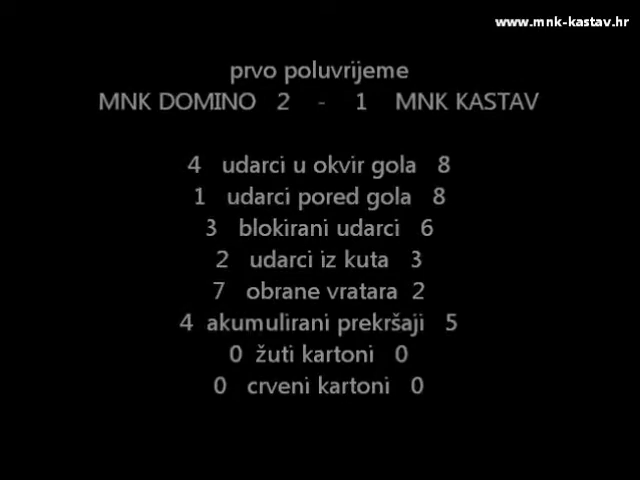 www.mnk-kastav.hr
prvo poluvrijeme
MNK DOMINO 2 - 1 MNK KASTAV
4 udarci u okvir gola 8
1 udarci pored gola 8
3 blokirani udarci 6
2 udarci iz kuta 3
7 obrane vratara 2
4 akumulirani prekršaji 5
0 žuti kartoni 0
0 crveni kartoni 0